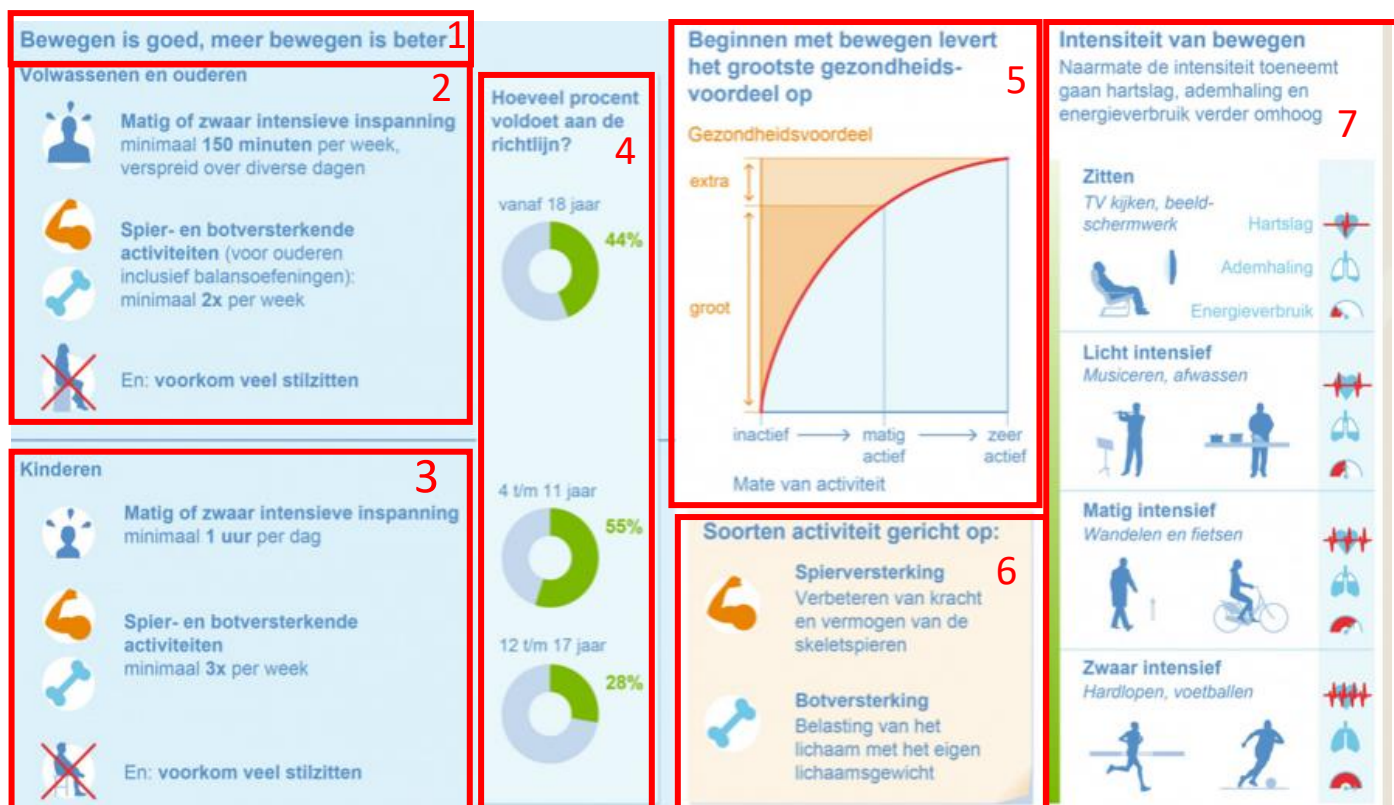 Bewegen is goed, meer bewegen is beter
1
Volwassenen en ouderen
2
Matig of zwaar intensieve inspanning
minimaal 150 minuten per week,
verspreid over diverse dagen
Spier- en botversterkende
activiteiten (voor ouderen
inclusief balansoefeningen):
minimaal 2x per week
En: voorkom veel stilzitten
Kinderen
3
Matig of zwaar intensieve inspanning
minimaal 1 uur per dag
Spier- en botversterkende
activiteiten
minimaal 3x per week
En: voorkom veel stilzitten
Hoeveel procent
voldoet aan de
richtlijn?
4
vanaf 18 jaar
44%
4 t/m 11 jaar
55%
12 t/m 17 jaar
28%
Beginnen met bewegen levert
het grootste gezondheids-
voordeel op
5
Gezondheidsvoordeel
extra
groot
inactief
matig
actief
zeer
actief
Mate van activiteit
Soorten activiteit gericht op:
6
Spierversterking
Verbeteren van kracht
en vermogen van de
skeletspieren
Botversterking
Belasting van het
lichaam met het eigen
lichaamsgewicht
Intensiteit van bewegen
Naarmate de intensiteit toeneemt
gaan hartslag, ademhaling en
energieverbruik verder omhoog
7
Zitten
TV kijken, beeld-
schermwerk
Hartslag
Ademhaling
Energieverbruik
Licht intensief
Musiceren, afwassen
Matig intensief
Wandelen en fietsen
Zwaar intensief
Hardlopen, voetballen